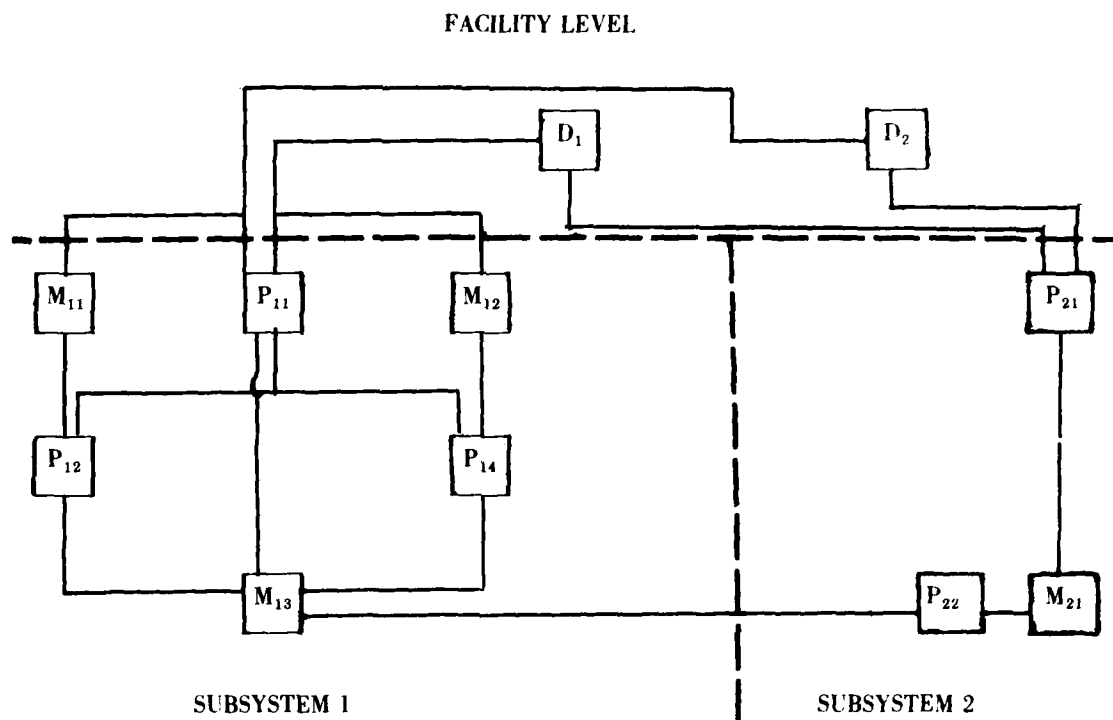 FACILITY LEVEL
D₁
D₂
M₁₁
P₁₁
M₁₂
P₂₁
P₁₂
P₁₄
M₁₃
P₂₂
M₂₁
SUBSYSTEM 1
SUBSYSTEM 2